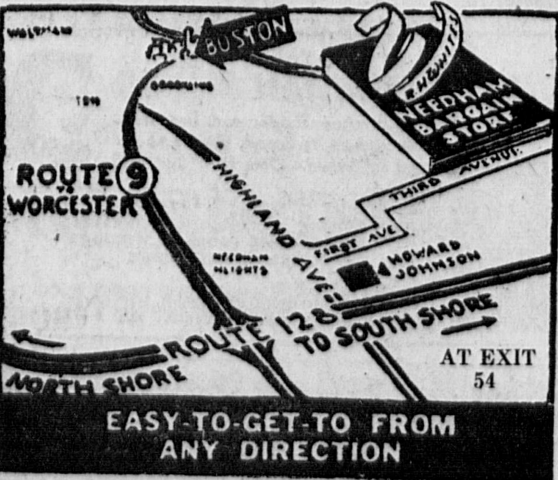 WALTHAM
BOSTON
R.H. WHITE'S
NEEDHAM
BARGAIN
STORE
ROUTE 9
TO
WORCESTER
HIGHLAND AVE.
THIRD AVENUE
FIRST AVE
NEEDHAM
HEIGHTS
HOWARD
JOHNSON
ROUTE 128
TO SOUTH SHORE
NORTH SHORE
AT EXIT
54
EASY-TO-GET-TO FROM
ANY DIRECTION